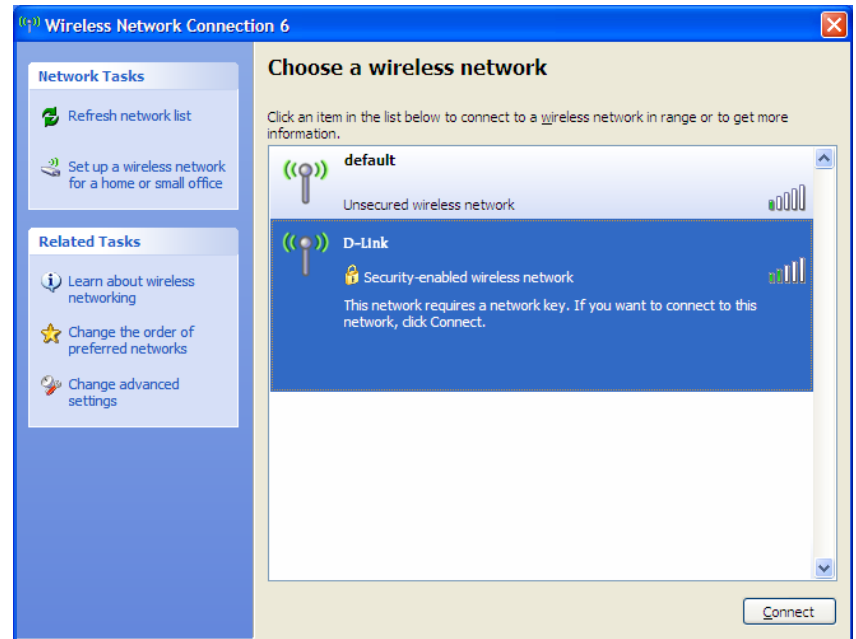 Wireless Network Connection 6
Network Tasks
Refresh network list
Set up a wireless network
for a home or small office
Related Tasks
Learn about wireless
networking
Change the order of
preferred networks
Change advanced
settings
Choose a wireless network
Click an item in the list below to connect to a wireless network in range or to get more
information.
default
Unsecured wireless network
D-Link
Security-enabled wireless network
This network requires a network key. If you want to connect to this
network, click Connect.
Connect